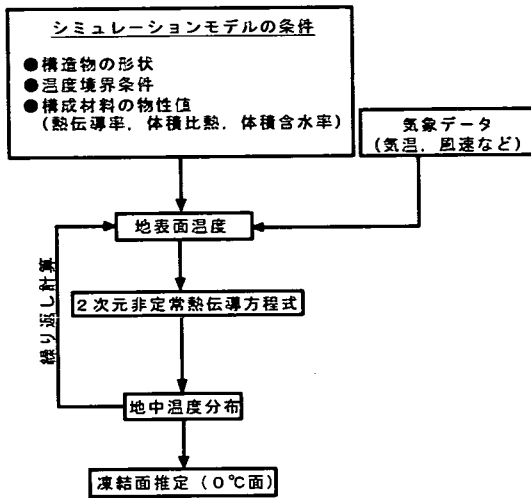 シミュレーションモデルの条件
●構造物の形状
●温度境界条件
●構成材料の物性値
(熱伝導率，体積比熱，体積含水率)
気象データ
(気温，風速など)
地表面温度
繰り返し計算
2次元非定常熱伝導方程式
地中温度分布
凍結面推定(0℃面)